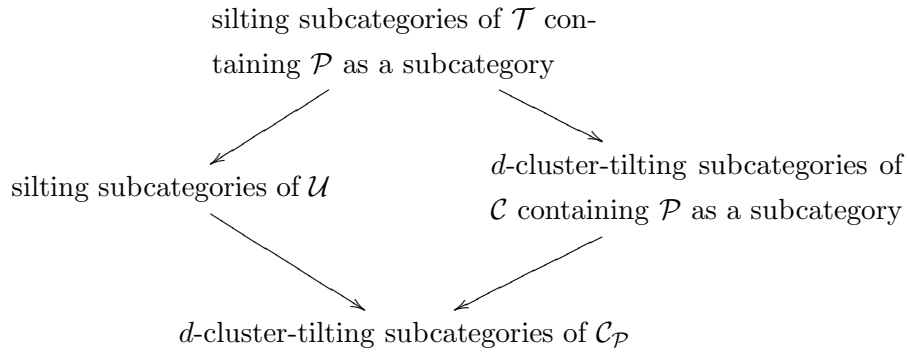 silting subcategories of 𝒯 con-
taining 𝒫 as a subcategory
silting subcategories of 𝒰
d-cluster-tilting subcategories of
𝒞 containing 𝒫 as a subcategory
d-cluster-tilting subcategories of 𝒞_𝒫